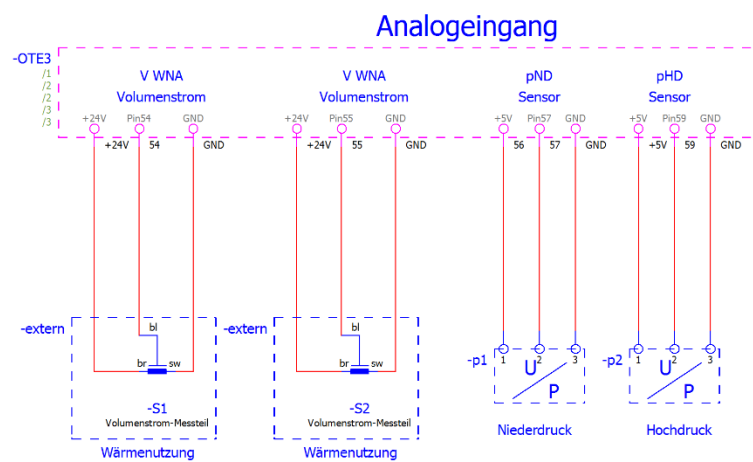 Analogeingang
-OTE3
/1
/2
/2
/3
/3
V WNA
Volumenstrom
V WNA
Volumenstrom
pND
Sensor
pHD
Sensor
+24V Pin54 GND
+24V Pin55 GND
+5V Pin57 GND
+5V Pin59 GND
+24V 54 GND
+24V 55 GND
56 57 GND
+5V 59 GND
-extern
bl
br sw
-S1
Volumenstrom-Messteil
Wärmenutzung
-extern
bl
br sw
-S2
Volumenstrom-Messteil
Wärmenutzung
-p1
1 2 3
U
P
Niederdruck
-p2
1 2 3
U
P
Hochdruck